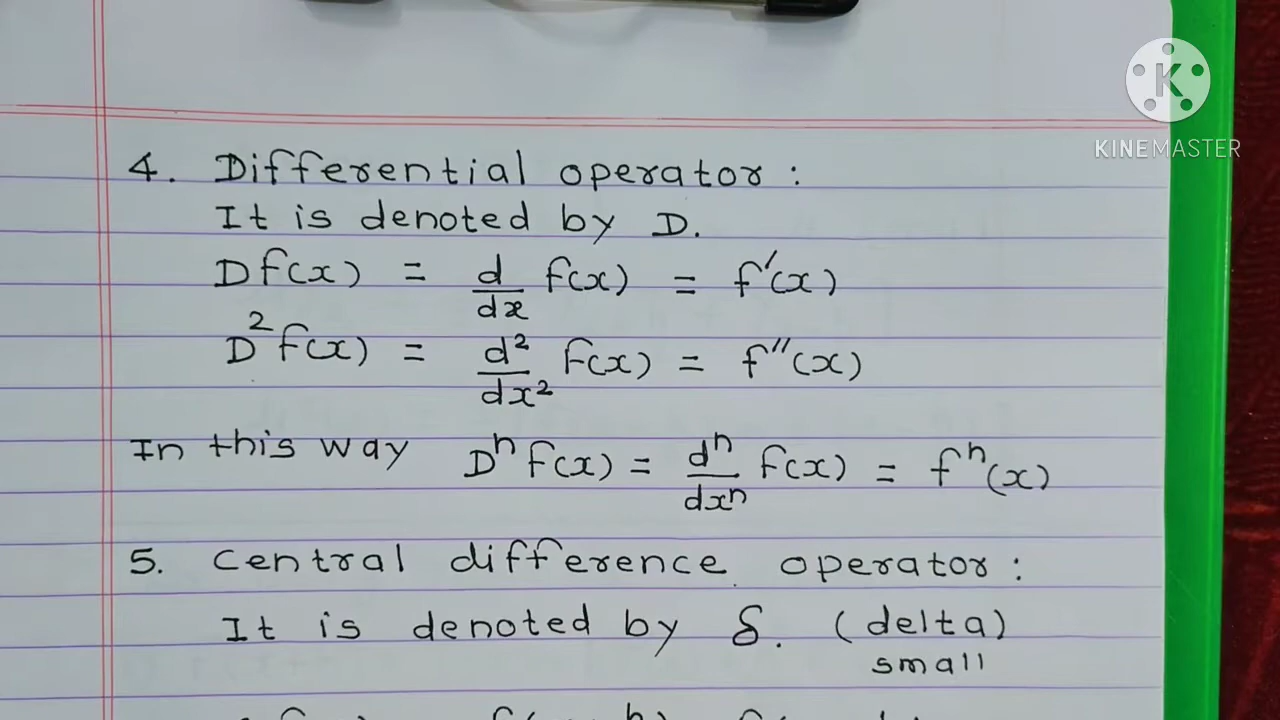 KINEMASTER
4. Differential operator :
It is denoted by D.
Df(x) = d/dx f(x) = f'(x)
D²f(x) = d²/dx² f(x) = f''(x)
In this way Dⁿf(x) = dⁿ/dxⁿ f(x) = fⁿ(x)
5. Central difference operator :
It is denoted by δ. (delta)
small